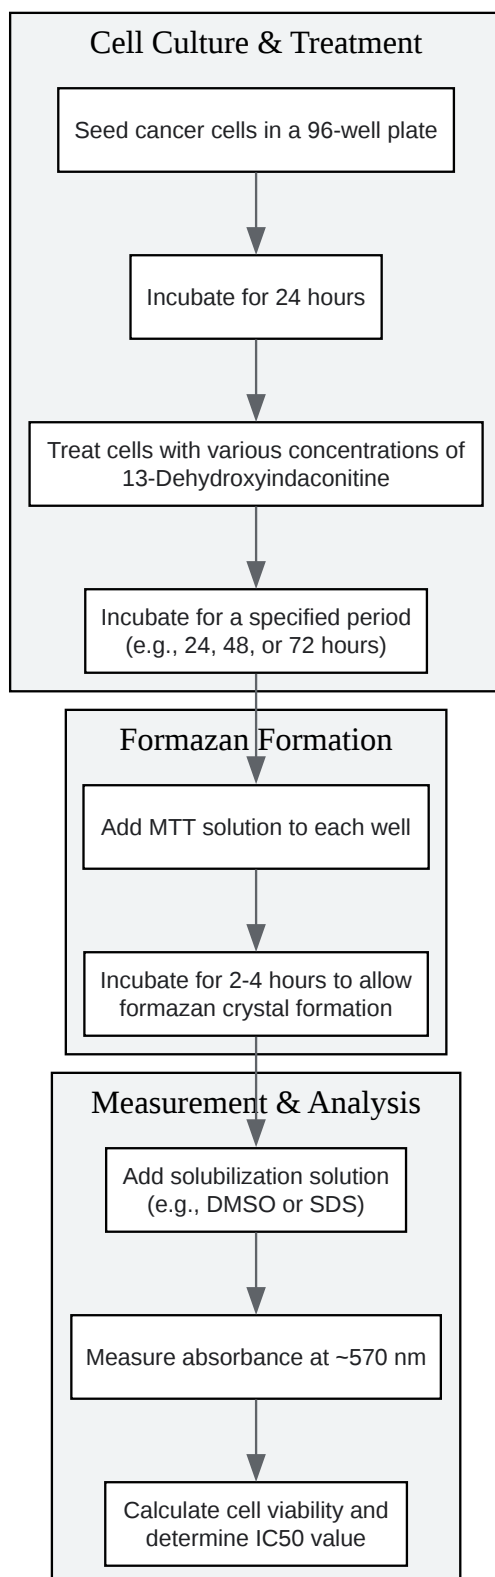 Cell Culture & Treatment
Seed cancer cells in a 96-well plate
Incubate for 24 hours
Treat cells with various concentrations of
13-Dehydroxyindaconitine
Incubate for a specified period
(e.g., 24, 48, or 72 hours)
Formazan Formation
Add MTT solution to each well
Incubate for 2-4 hours to allow
formazan crystal formation
Measurement & Analysis
Add solubilization solution
(e.g., DMSO or SDS)
Measure absorbance at ~570 nm
Calculate cell viability and
determine IC50 value